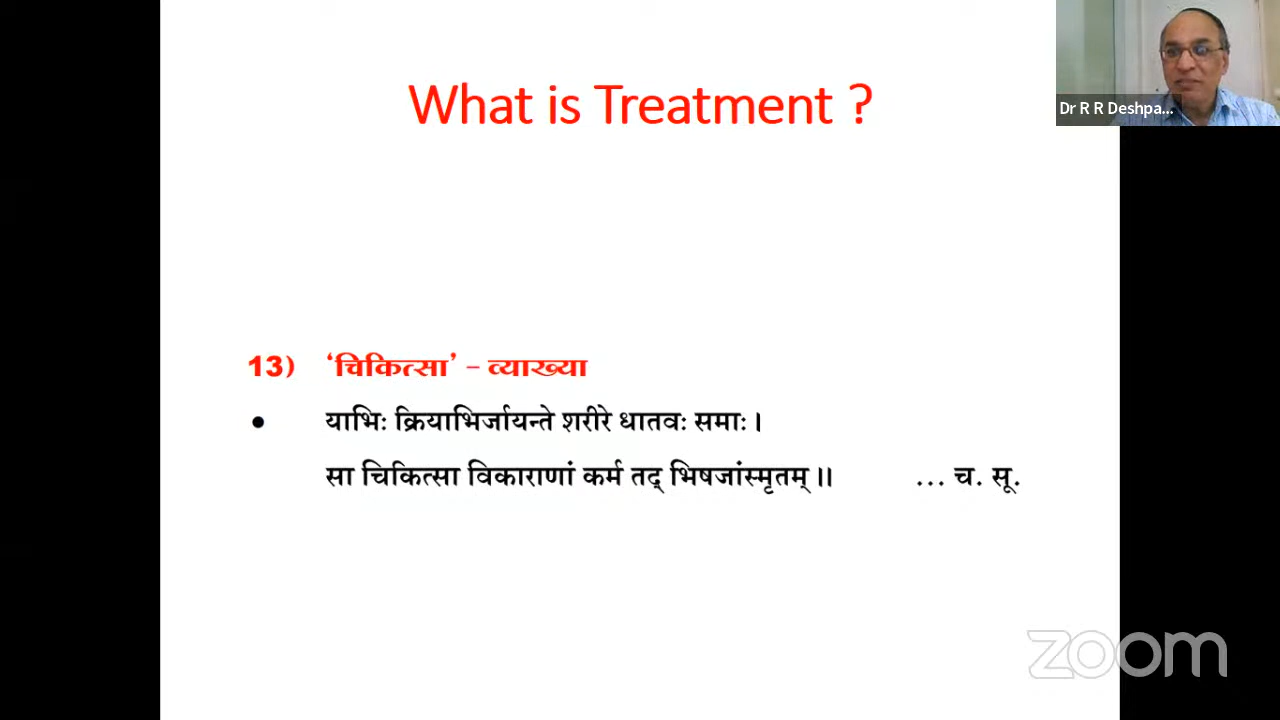 What is Treatment ?
Dr R R Deshpa...
13) ‘चिकित्सा’ – व्याख्या
● याभिः क्रियाभिर्जायन्ते शरीरे धातवः समाः ।
सा चिकित्सा विकाराणां कर्म तद् भिषजांस्मृतम् ॥ ... च. सू.
zoom